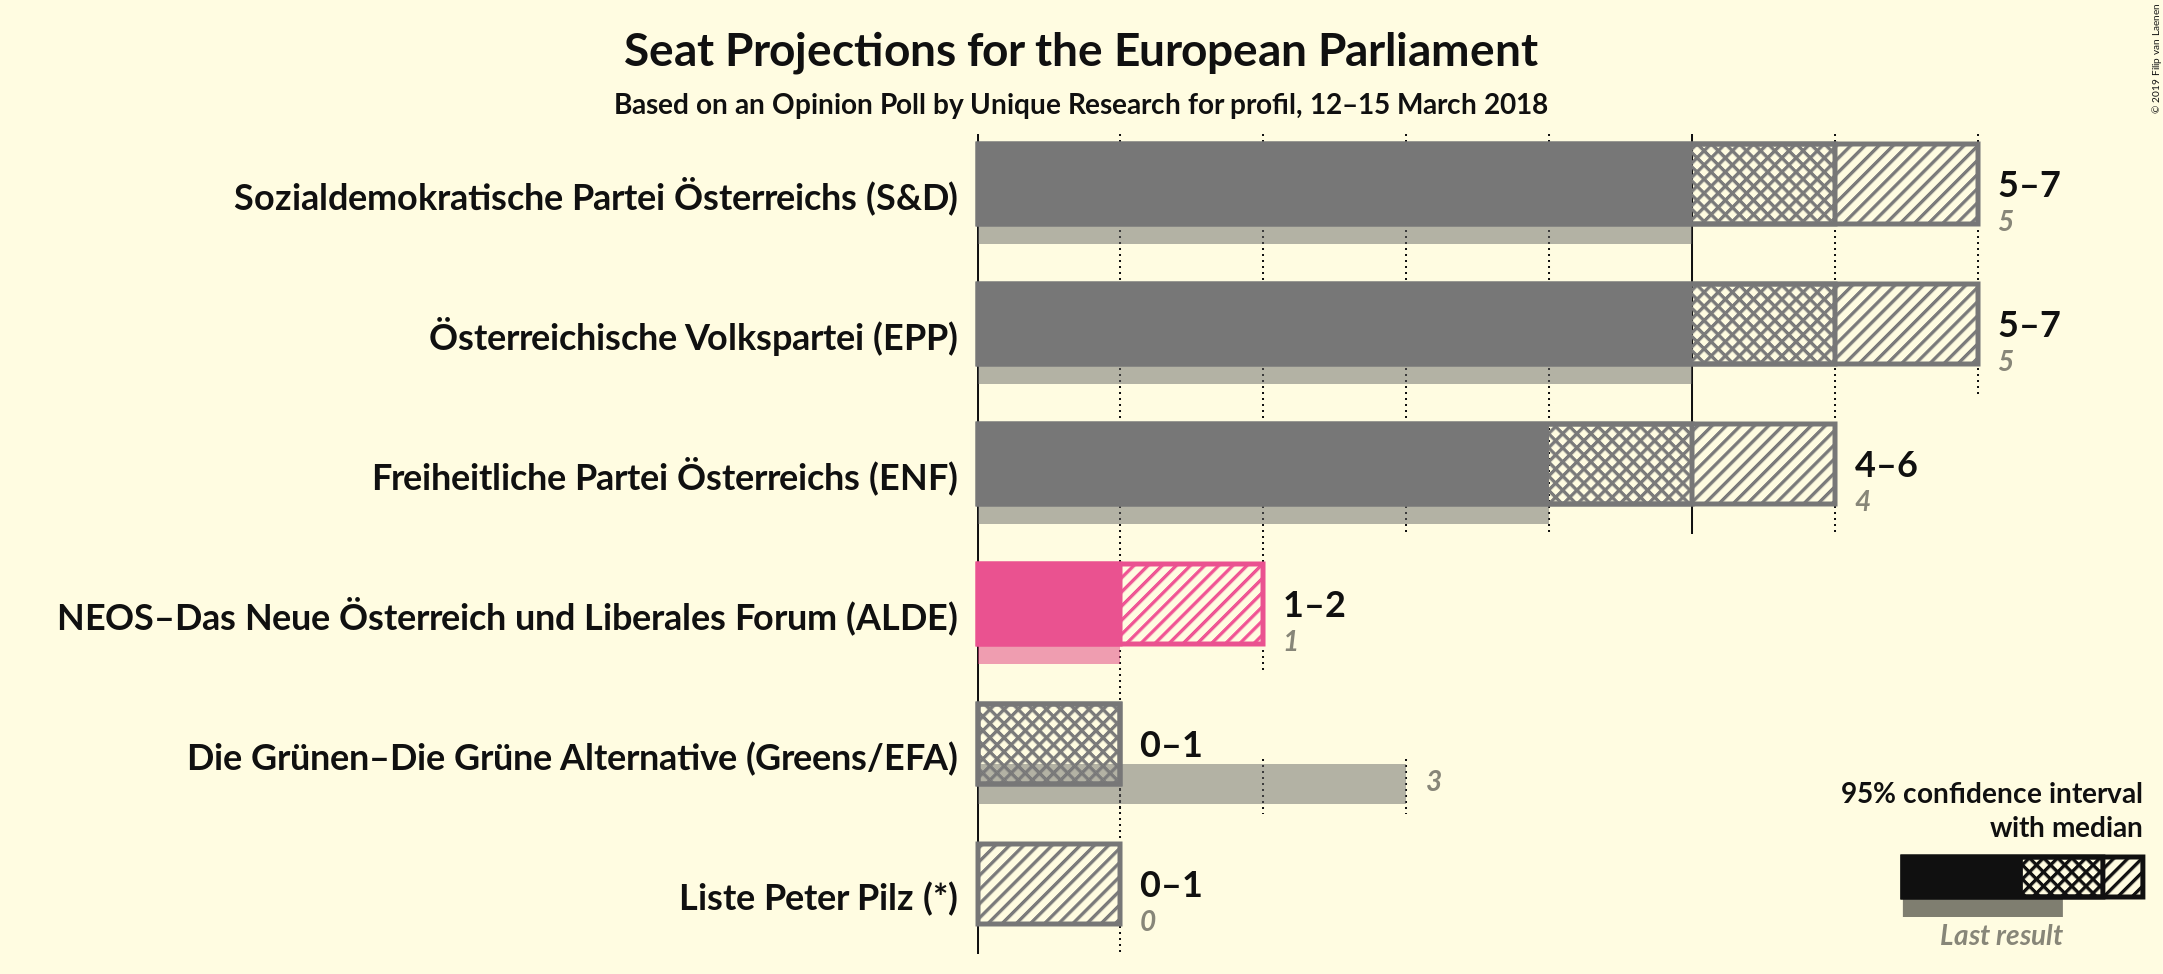 Seat Projections for the European Parliament
Based on an Opinion Poll by Unique Research for profil, 12–15 March 2018
© 2019 Filip van Laenen
Sozialdemokratische Partei Österreichs (S&D)
5–7
5
Österreichische Volkspartei (EPP)
5–7
5
Freiheitliche Partei Österreichs (ENF)
4–6
4
NEOS–Das Neue Österreich und Liberales Forum (ALDE)
1–2
1
Die Grünen–Die Grüne Alternative (Greens/EFA)
0–1
3
Liste Peter Pilz (*)
0–1
0
95% confidence interval
with median
Last result